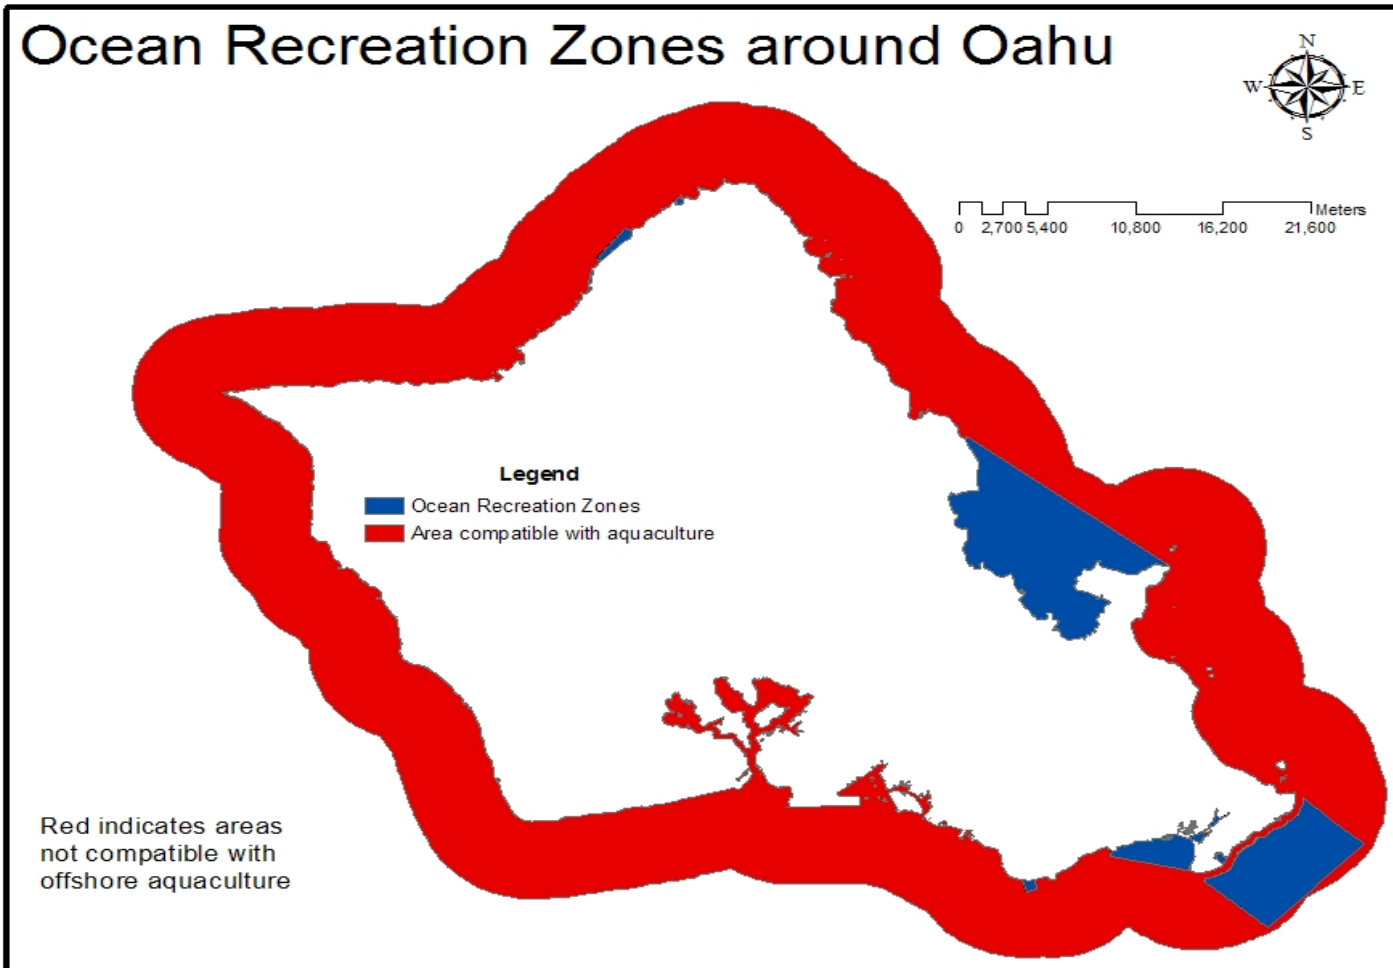 Ocean Recreation Zones around Oahu
N
W E
S
Meters
0 2,700 5,400 10,800 16,200 21,600
Legend
Ocean Recreation Zones
Area compatible with aquaculture
Red indicates areas
not compatible with
offshore aquaculture